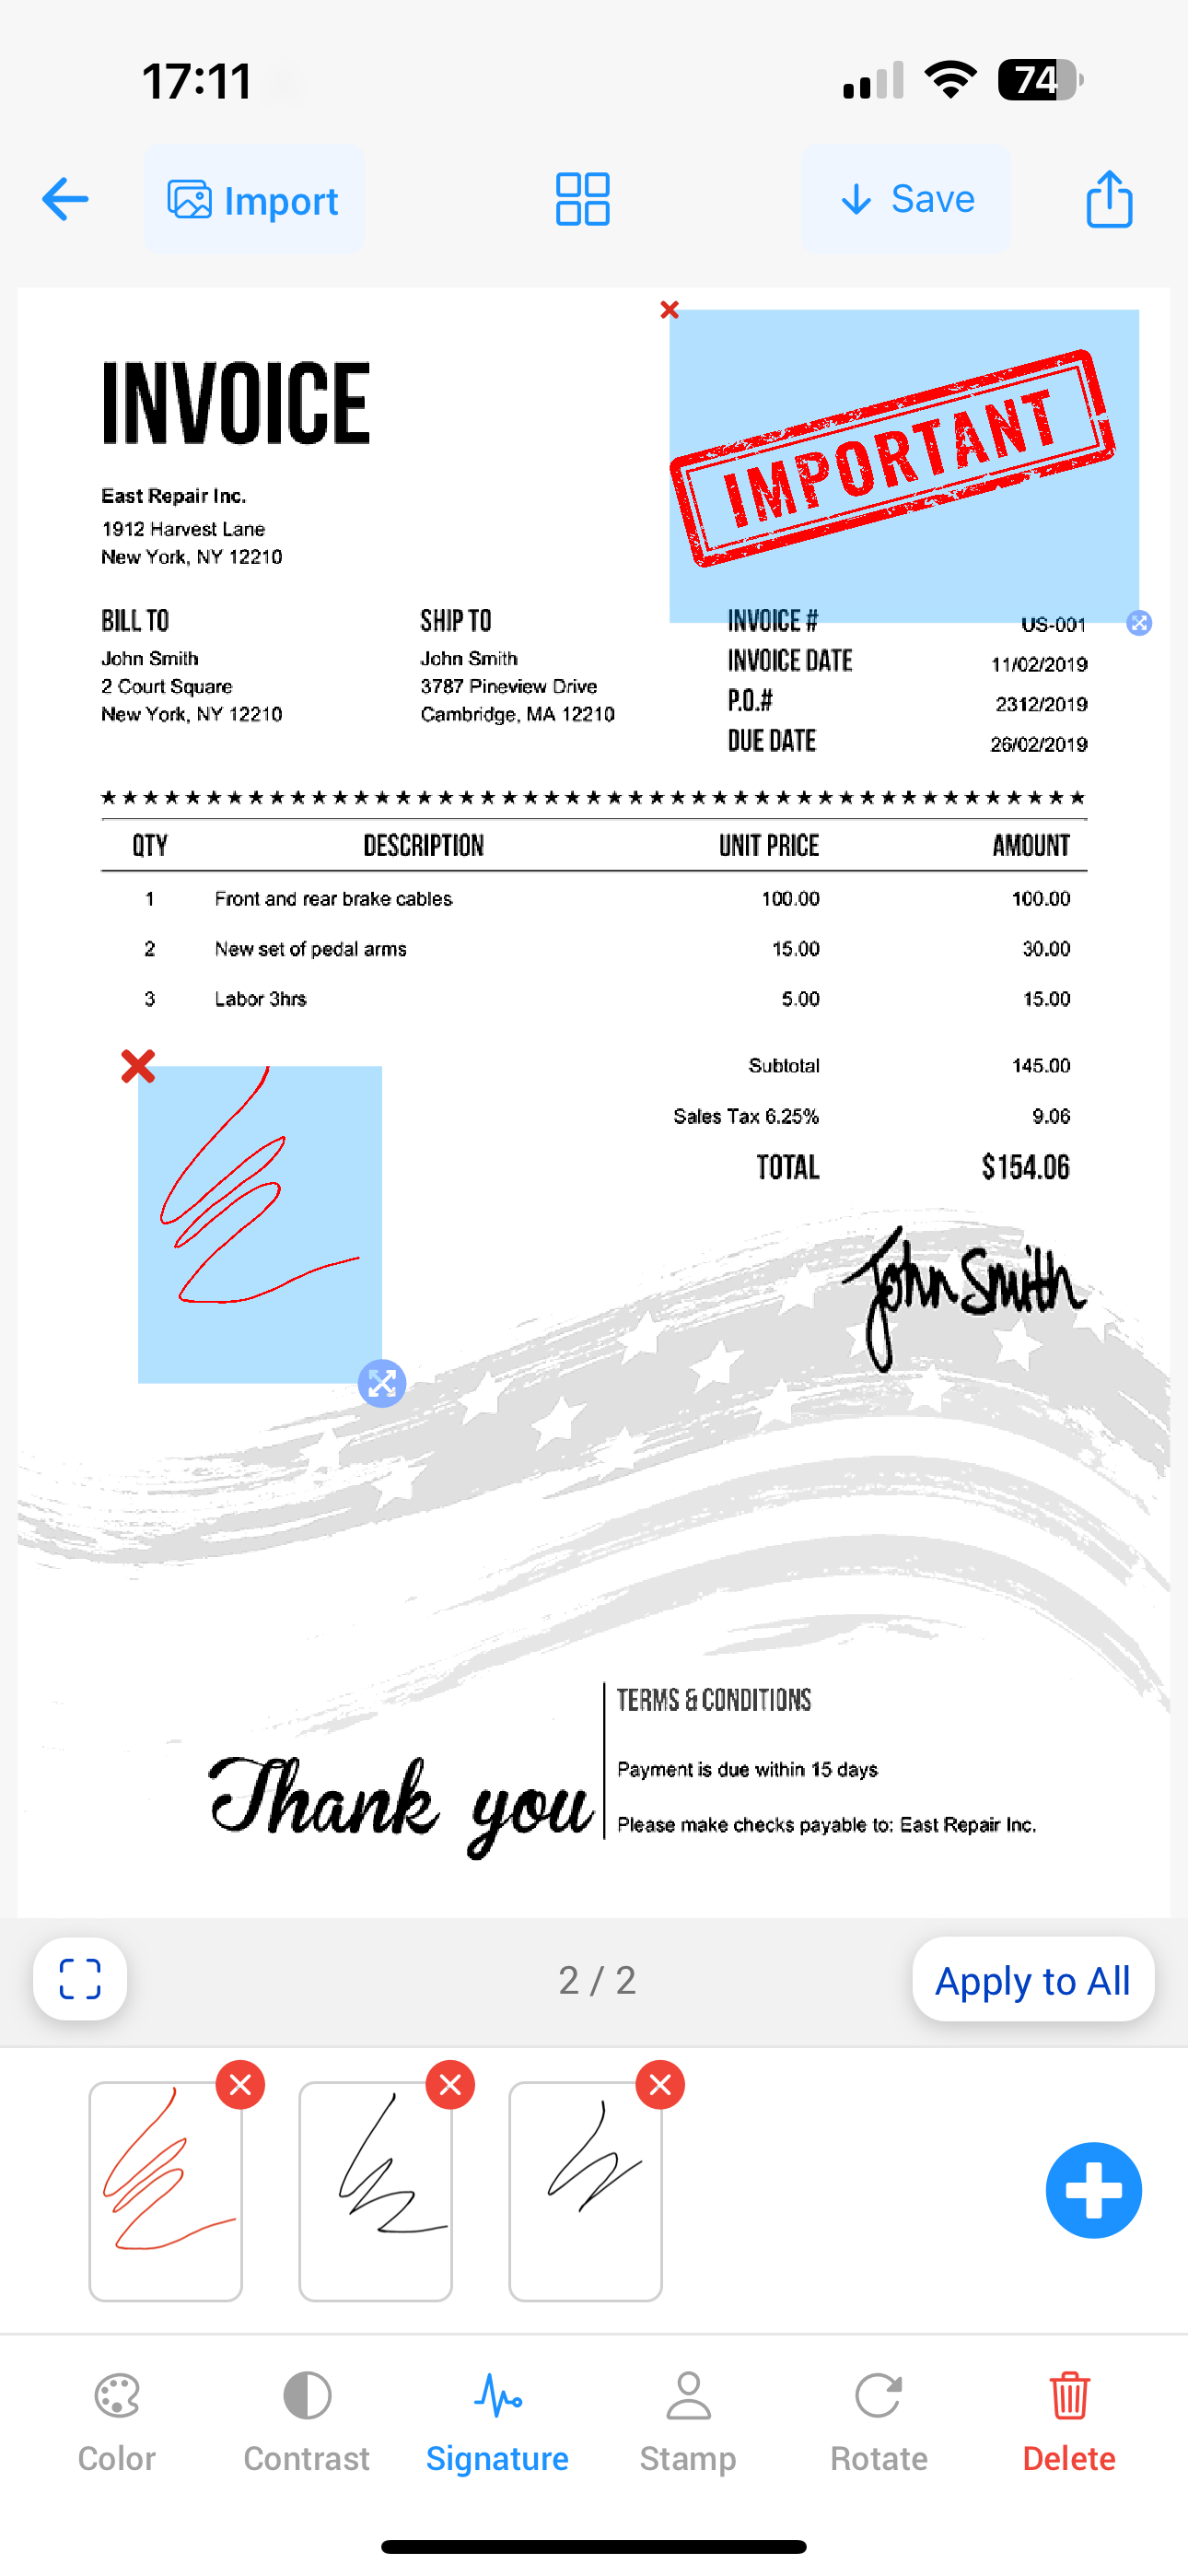 17:11
74
Import
Save
INVOICE
IMPORTANT
East Repair Inc.
1912 Harvest Lane
New York, NY 12210
BILL TO
John Smith
2 Court Square
New York, NY 12210
SHIP TO
John Smith
3787 Pineview Drive
Cambridge, MA 12210
INVOICE # US-001
INVOICE DATE 11/02/2019
P.O.# 2312/2019
DUE DATE 26/02/2019
QTY DESCRIPTION UNIT PRICE AMOUNT
1 Front and rear brake cables 100.00 100.00
2 New set of pedal arms 15.00 30.00
3 Labor 3hrs 5.00 15.00
Subtotal 145.00
Sales Tax 6.25% 9.06
TOTAL $154.06
John Smith
Thank you
TERMS & CONDITIONS
Payment is due within 15 days
Please make checks payable to: East Repair Inc.
2 / 2
Apply to All
Color Contrast Signature Stamp Rotate Delete